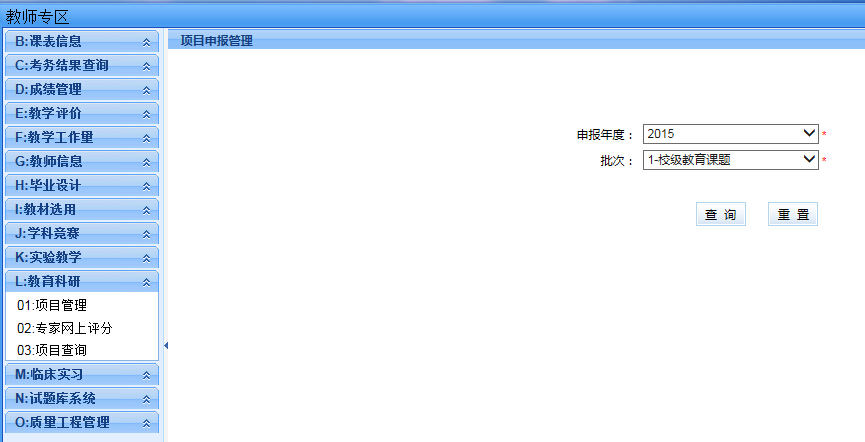 教师专区
B:课表信息
C:考务结果查询
D:成绩管理
E:教学评价
F:教学工作量
G:教师信息
H:毕业设计
I:教材选用
J:学科竞赛
K:实验教学
L:教育科研
01:项目管理
02:专家网上评分
03:项目查询
M:临床实习
N:试题库系统
O:质量工程管理
项目申报管理
申报年度： 2015 *
批次： 1-校级教育课题 *
查 询 重 置